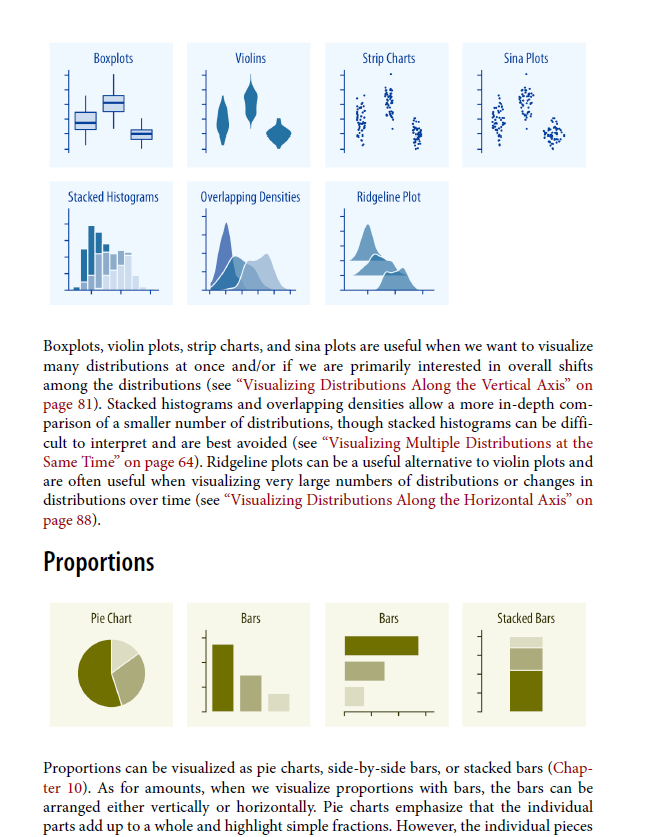 Boxplots
Violins
Strip Charts
Sina Plots
Stacked Histograms
Overlapping Densities
Ridgeline Plot
Boxplots, violin plots, strip charts, and sina plots are useful when we want to visualize
many distributions at once and/or if we are primarily interested in overall shifts
among the distributions (see “Visualizing Distributions Along the Vertical Axis” on
page 81). Stacked histograms and overlapping densities allow a more in-depth com-
parison of a smaller number of distributions, though stacked histograms can be diffi-
cult to interpret and are best avoided (see “Visualizing Multiple Distributions at the
Same Time” on page 64). Ridgeline plots can be a useful alternative to violin plots and
are often useful when visualizing very large numbers of distributions or changes in
distributions over time (see “Visualizing Distributions Along the Horizontal Axis” on
page 88).
Proportions
Pie Chart
Bars
Bars
Stacked Bars
Proportions can be visualized as pie charts, side-by-side bars, or stacked bars (Chap-
ter 10). As for amounts, when we visualize proportions with bars, the bars can be
arranged either vertically or horizontally. Pie charts emphasize that the individual
parts add up to a whole and highlight simple fractions. However, the individual pieces